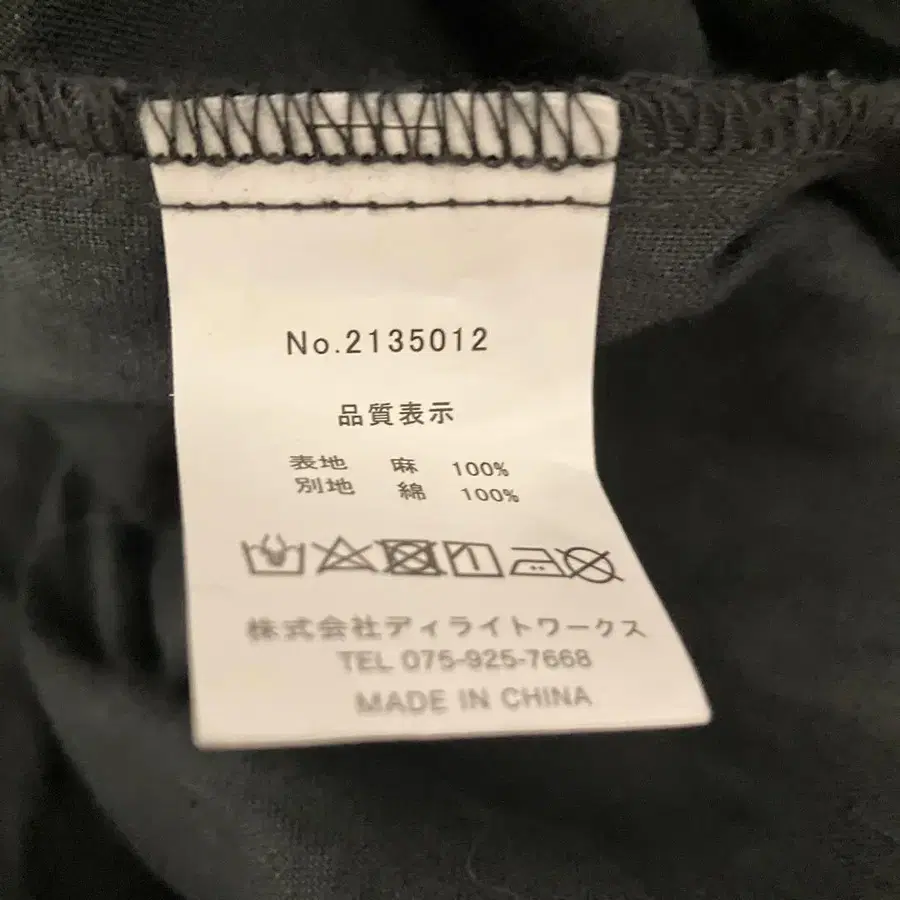 No.2135012
品質表示
表地 麻 100%
別地 綿 100%
株式会社ディライトワークス
TEL 075-925-7668
MADE IN CHINA